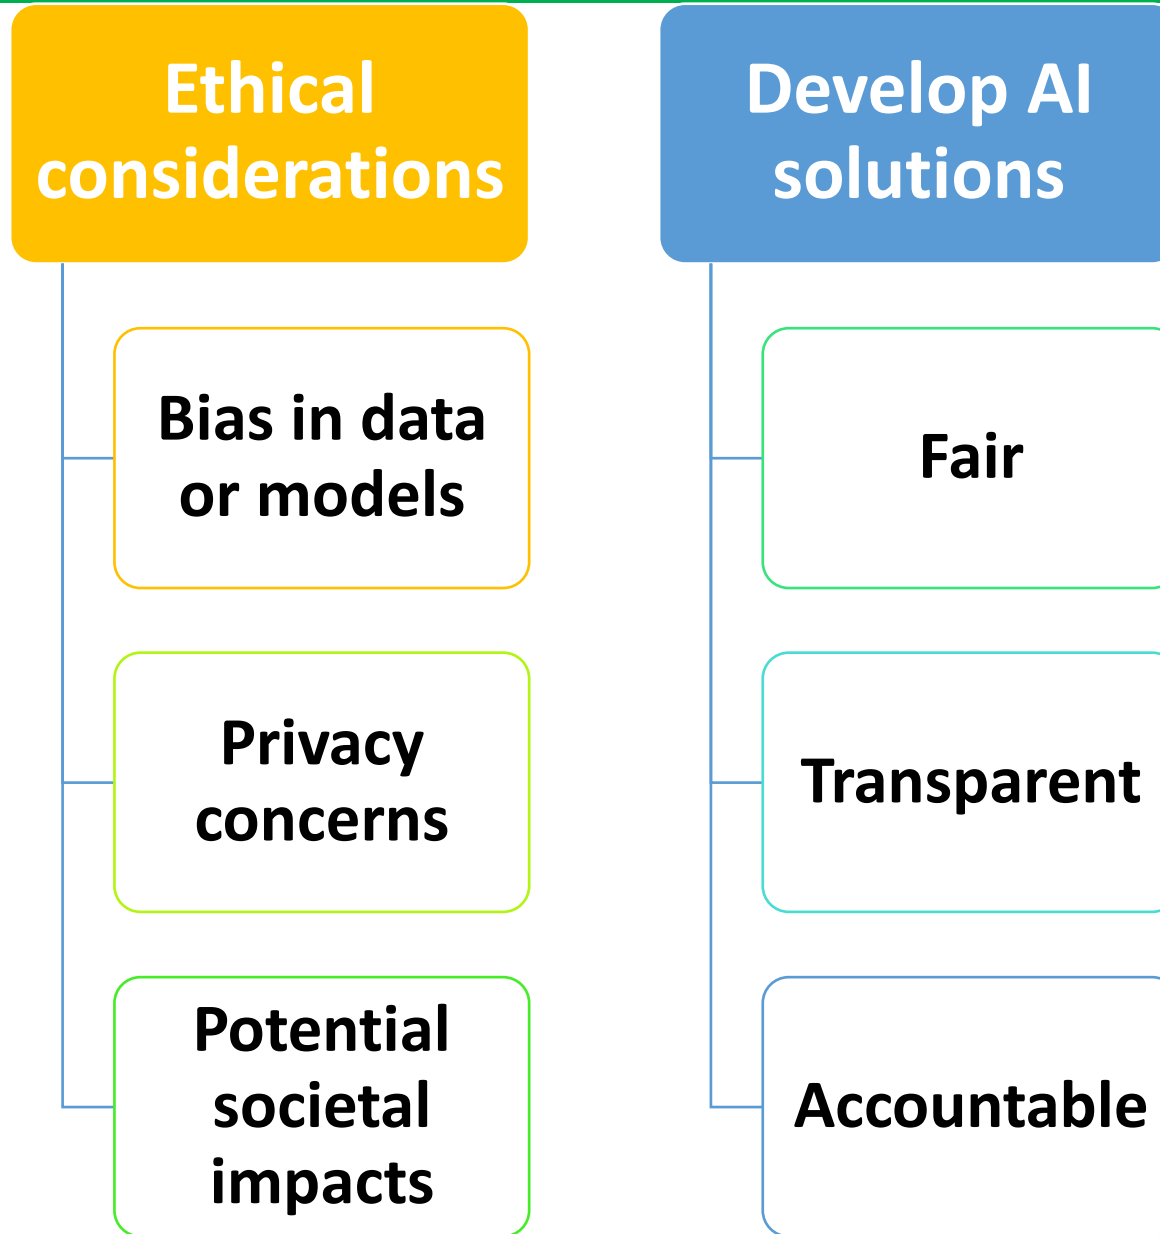 Ethical
considerations
Bias in data
or models
Privacy
concerns
Potential
societal
impacts
Develop AI
solutions
Fair
Transparent
Accountable